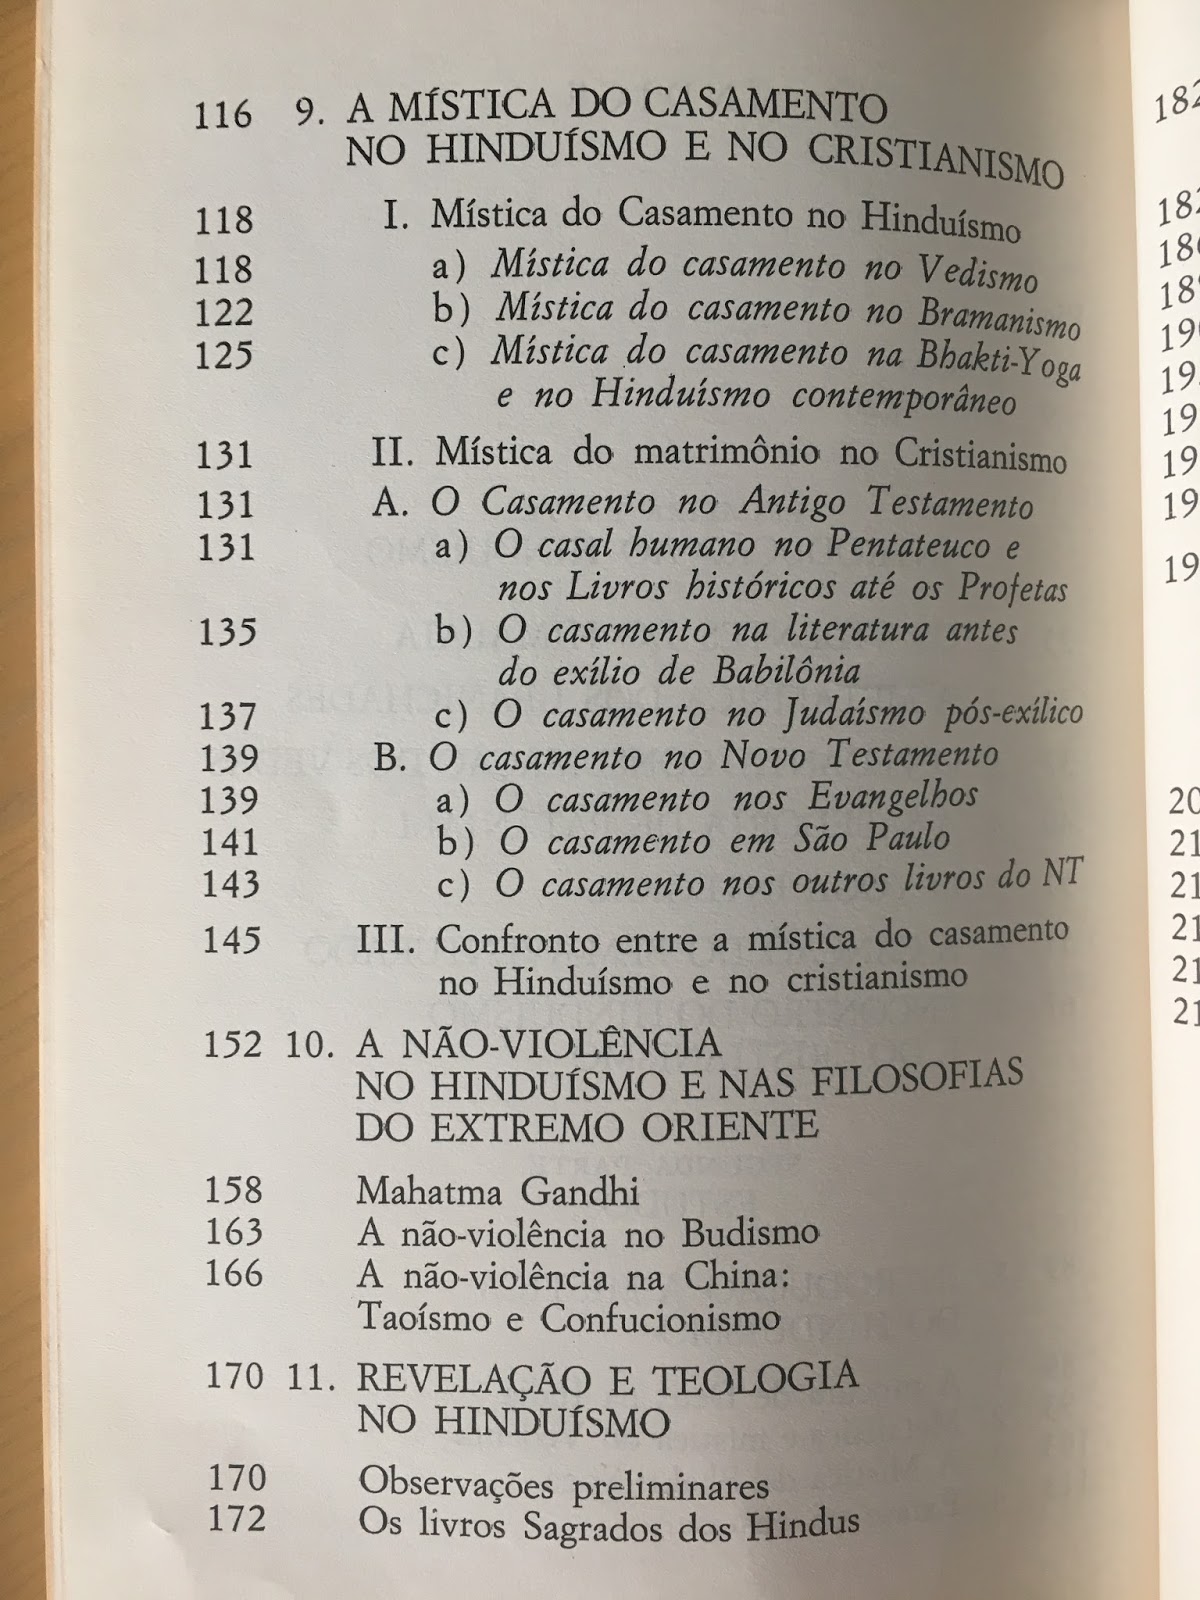 116 9. A MÍSTICA DO CASAMENTO
NO HINDUÍSMO E NO CRISTIANISMO
118 I. Mística do Casamento no Hinduísmo
118 a) Mística do casamento no Vedismo
122 b) Mística do casamento no Bramanismo
125 c) Mística do casamento na Bhakti-Yoga
e no Hinduísmo contemporâneo
131 II. Mística do matrimônio no Cristianismo
131 A. O Casamento no Antigo Testamento
131 a) O casal humano no Pentateuco e
nos Livros históricos até os Profetas
135 b) O casamento na literatura antes
do exílio de Babilônia
137 c) O casamento no Judaísmo pós-exílico
139 B. O casamento no Novo Testamento
139 a) O casamento nos Evangelhos
141 b) O casamento em São Paulo
143 c) O casamento nos outros livros do NT
145 III. Confronto entre a mística do casamento
no Hinduísmo e no cristianismo
152 10. A NÃO-VIOLÊNCIA
NO HINDUÍSMO E NAS FILOSOFIAS
DO EXTREMO ORIENTE
158 Mahatma Gandhi
163 A não-violência no Budismo
166 A não-violência na China:
Taoísmo e Confucionismo
170 11. REVELAÇÃO E TEOLOGIA
NO HINDUÍSMO
170 Observações preliminares
172 Os livros Sagrados dos Hindus